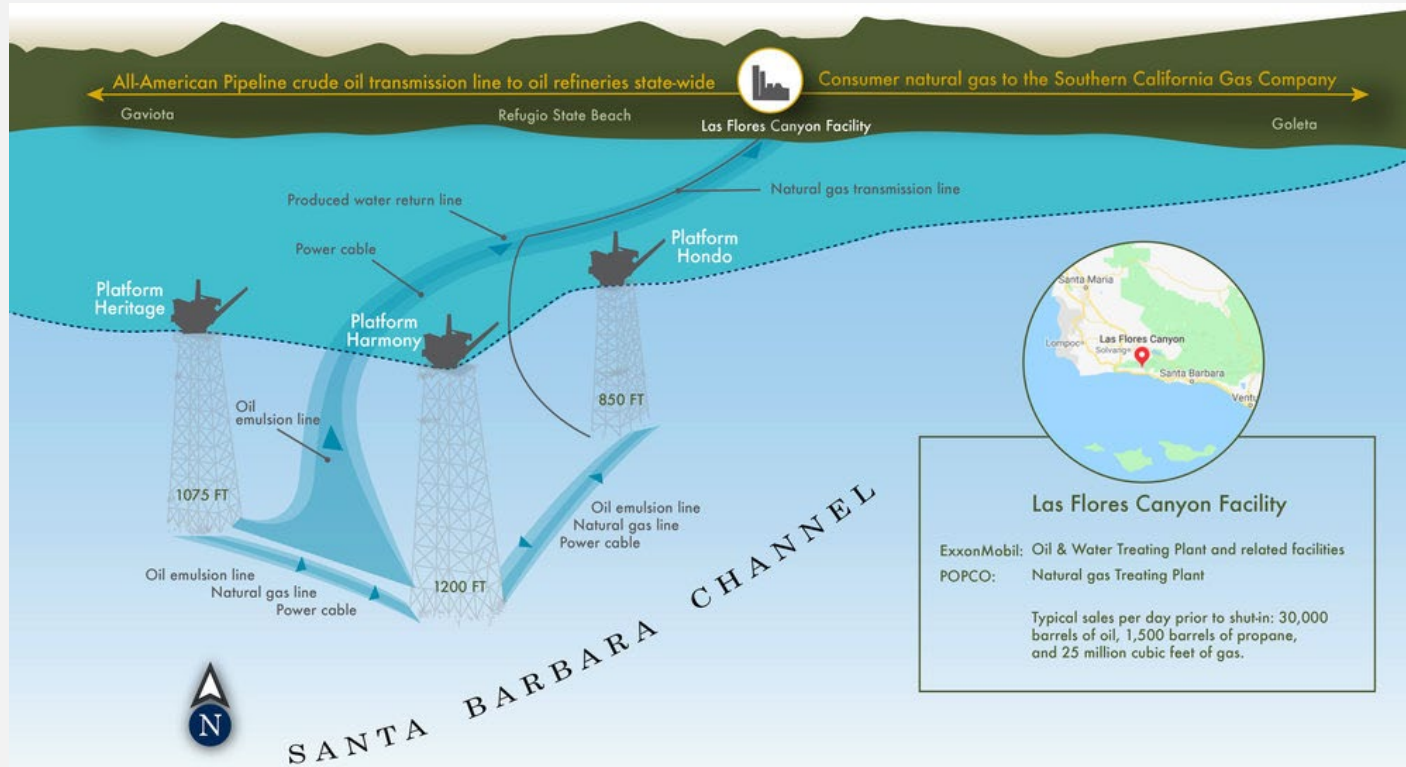 All-American Pipeline crude oil transmission line to oil refineries state-wide
Consumer natural gas to the Southern California Gas Company
Gaviota
Refugio State Beach
Las Flores Canyon Facility
Goleta
Produced water return line
Natural gas transmission line
Power cable
Platform
Hondo
Platform
Heritage
Platform
Harmony
Oil
emulsion line
850 FT
1075 FT
1200 FT
Oil emulsion line
Natural gas line
Power cable
Oil emulsion line
Natural gas line
Power cable
SANTA BARBARA CHANNEL
N
Santa Maria
Lompoc
Solvang
Las Flores Canyon
Santa Barbara
Ventu
Las Flores Canyon Facility
ExxonMobil: Oil & Water Treating Plant and related facilities
POPCO: Natural gas Treating Plant
Typical sales per day prior to shut-in: 30,000
barrels of oil, 1,500 barrels of propane,
and 25 million cubic feet of gas.